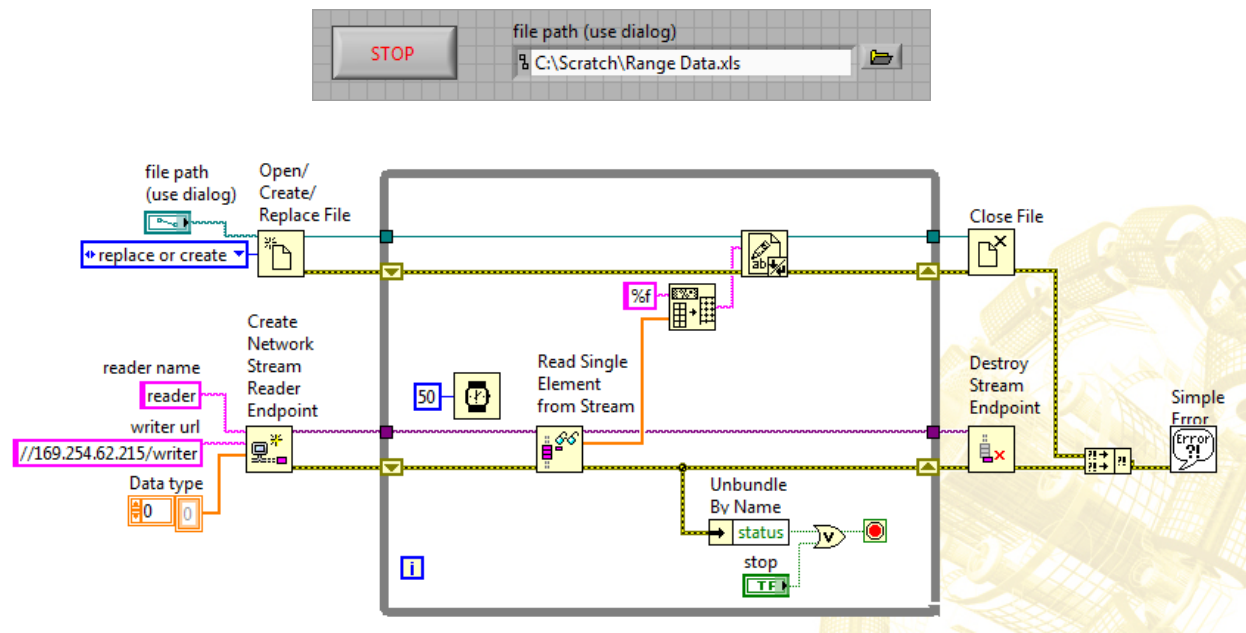 STOP
file path (use dialog)
C:\Scratch\Range Data.xls
file path
(use dialog)
Open/
Create/
Replace File
replace or create
Close File
%f
ab
Create
Network
Stream
Reader
Endpoint
reader name
reader
writer url
//169.254.62.215/writer
Data type
0
0
50
Read Single
Element
from Stream
Destroy
Stream
Endpoint
Simple
Error
Error
?!
?!
?!
?!
Unbundle
By Name
status
V
stop
TF
i